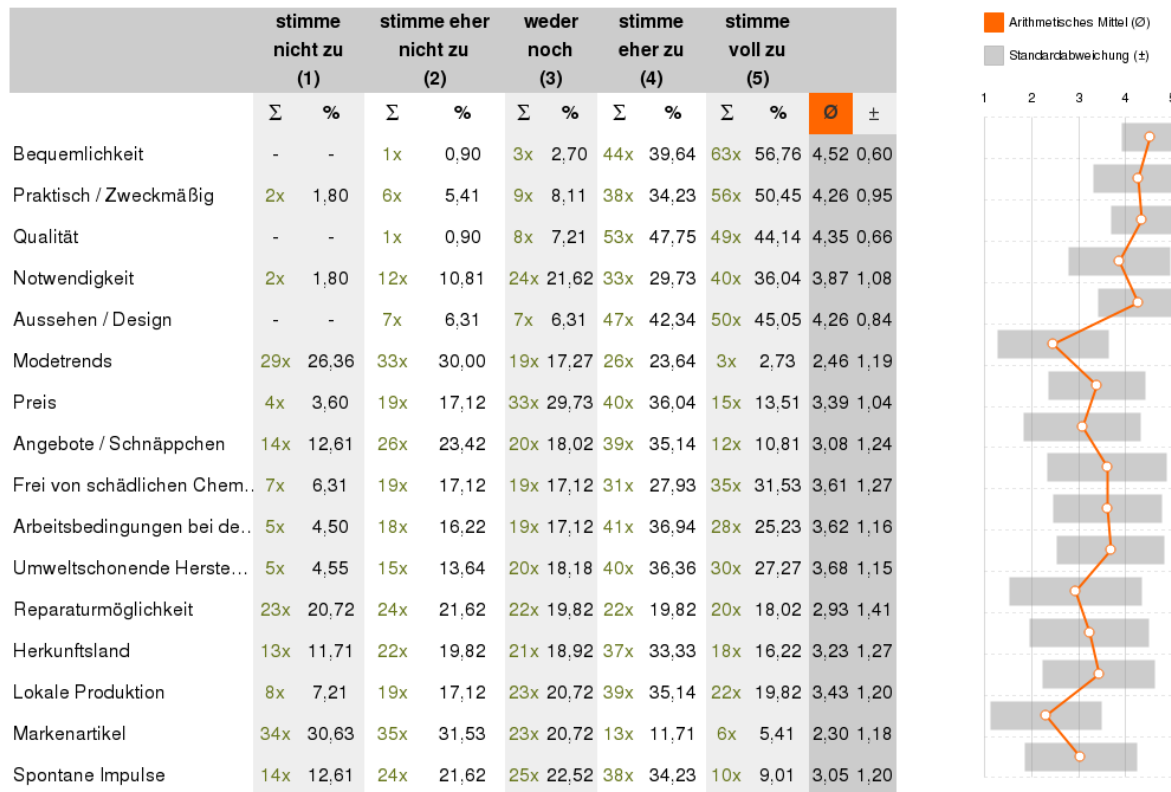 stimme nicht zu (1) stimme eher nicht zu (2) weder noch (3) stimme eher zu (4) stimme voll zu (5)
Arithmetisches Mittel (Ø)
Standardabweichung (±)
Σ % Σ % Σ % Σ % Σ % Ø ±
1 2 3 4 5
Bequemlichkeit - - 1x 0,90 3x 2,70 44x 39,64 63x 56,76 4,52 0,60
Praktisch / Zweckmäßig 2x 1,80 6x 5,41 9x 8,11 38x 34,23 56x 50,45 4,26 0,95
Qualität - - 1x 0,90 8x 7,21 53x 47,75 49x 44,14 4,35 0,66
Notwendigkeit 2x 1,80 12x 10,81 24x 21,62 33x 29,73 40x 36,04 3,87 1,08
Aussehen / Design - - 7x 6,31 7x 6,31 47x 42,34 50x 45,05 4,26 0,84
Modetrends 29x 26,36 33x 30,00 19x 17,27 26x 23,64 3x 2,73 2,46 1,19
Preis 4x 3,60 19x 17,12 33x 29,73 40x 36,04 15x 13,51 3,39 1,04
Angebote / Schnäppchen 14x 12,61 26x 23,42 20x 18,02 39x 35,14 12x 10,81 3,08 1,24
Frei von schädlichen Chem.. 7x 6,31 19x 17,12 19x 17,12 31x 27,93 35x 31,53 3,61 1,27
Arbeitsbedingungen bei de.. 5x 4,50 18x 16,22 19x 17,12 41x 36,94 28x 25,23 3,62 1,16
Umweltschonende Herste... 5x 4,55 15x 13,64 20x 18,18 40x 36,36 30x 27,27 3,68 1,15
Reparaturmöglichkeit 23x 20,72 24x 21,62 22x 19,82 22x 19,82 20x 18,02 2,93 1,41
Herkunftsland 13x 11,71 22x 19,82 21x 18,92 37x 33,33 18x 16,22 3,23 1,27
Lokale Produktion 8x 7,21 19x 17,12 23x 20,72 39x 35,14 22x 19,82 3,43 1,20
Markenartikel 34x 30,63 35x 31,53 23x 20,72 13x 11,71 6x 5,41 2,30 1,18
Spontane Impulse 14x 12,61 24x 21,62 25x 22,52 38x 34,23 10x 9,01 3,05 1,20